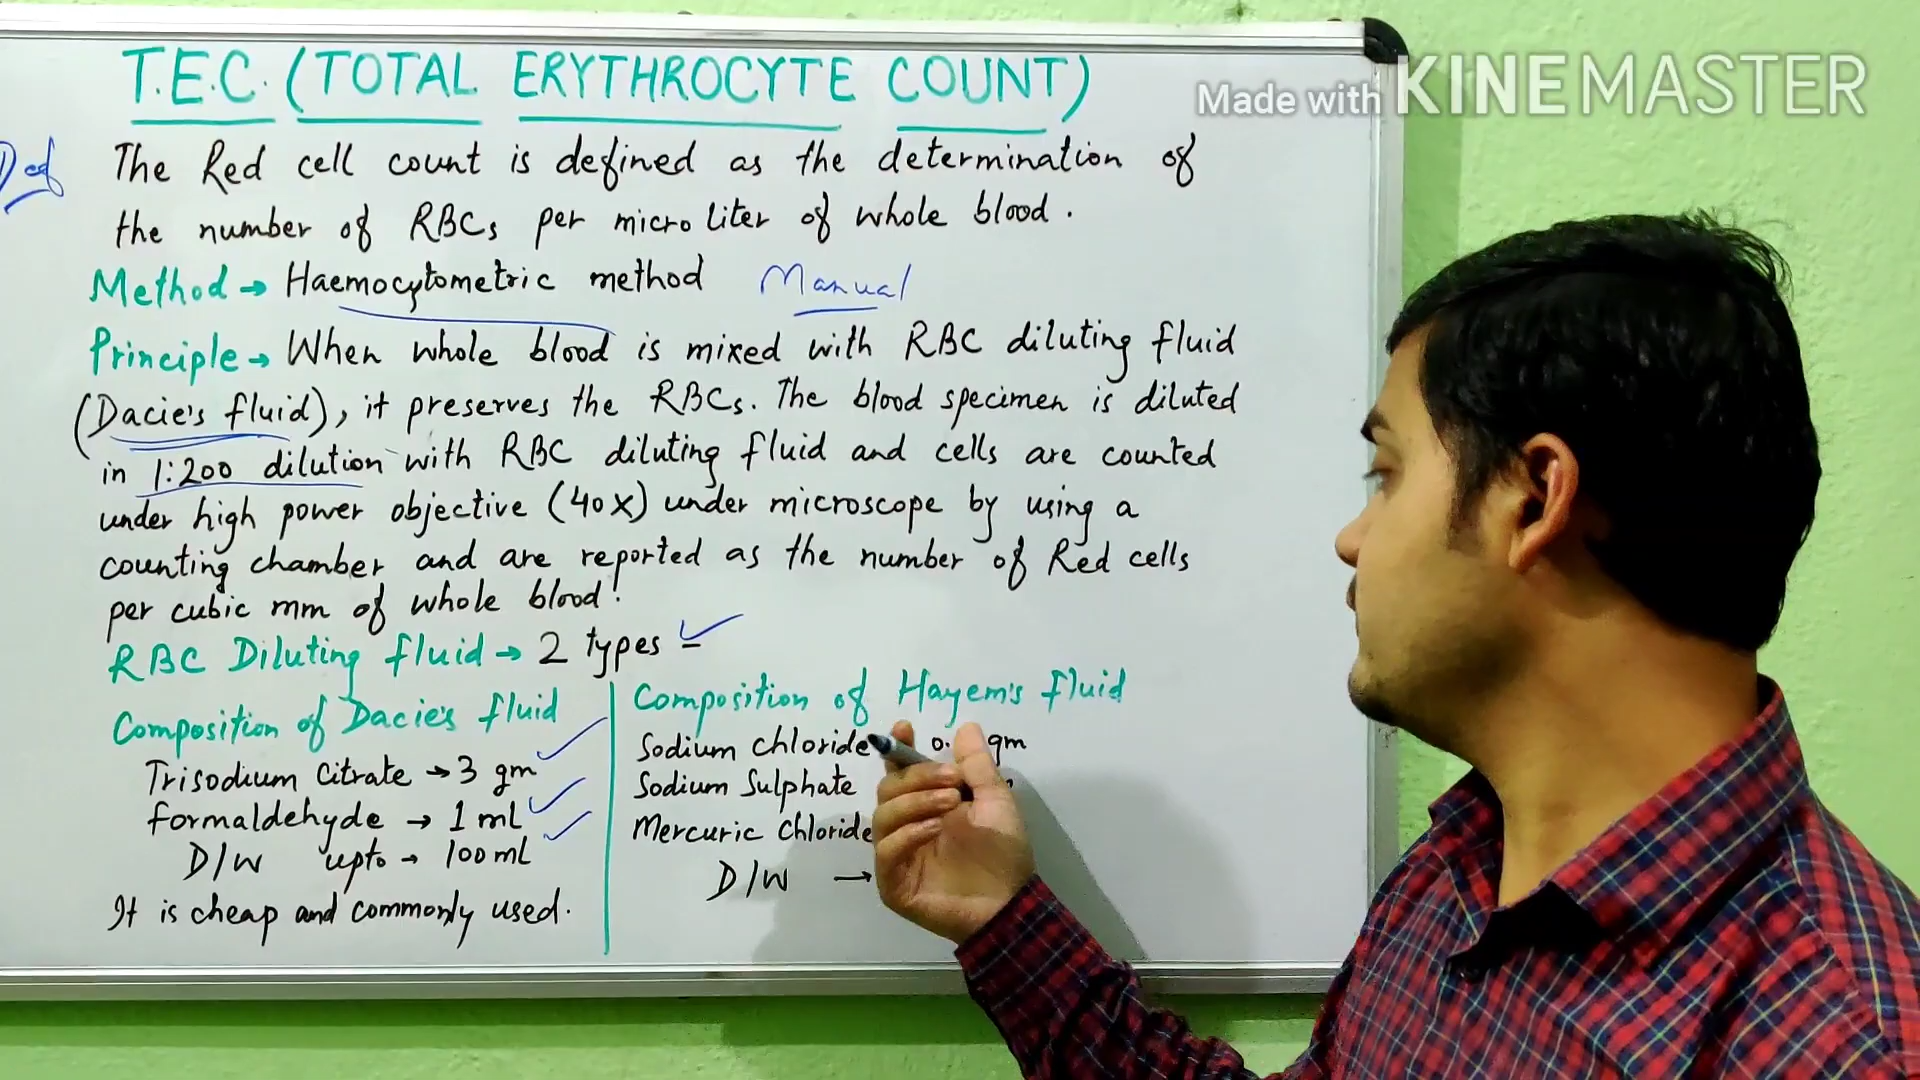 T.E.C. (TOTAL ERYTHROCYTE COUNT)
Made with KINEMASTER
Def The Red cell count is defined as the determination of
the number of RBCs per micro liter of whole blood.
Method → Haemocytometric method Manual
Principle → When whole blood is mixed with RBC diluting fluid
(Dacie's fluid), it preserves the RBCs. The blood specimen is diluted
in 1:200 dilution with RBC diluting fluid and cells are counted
under high power objective (40X) under microscope by using a
counting chamber and are reported as the number of Red cells
per cubic mm of whole blood.
RBC Diluting fluid → 2 types -
Composition of Dacie's fluid
Trisodium Citrate → 3 gm
formaldehyde → 1 ml
D/W upto → 100 ml
It is cheap and commonly used.
Composition of Hayem's fluid
Sodium chloride 0. gm
Sodium Sulphate
Mercuric chloride
D/W →